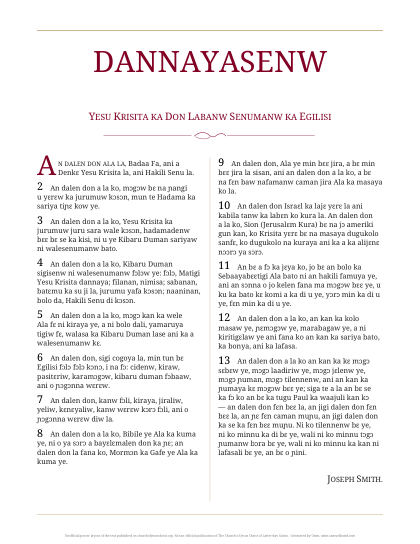 DANNAYASENW
YESU KRISITA KA DON LABANW SENUMANW KA EGILISI
AN DALEN DON ALA LA, Badaa Fa, ani a
Denkɛ Yesu Krisita la, ani Hakili Senu la.
2 An dalen don a la ko, mɔgɔw bɛ na ɲangi
u yɛrɛw ka jurumuw kɔsɔn, mun tɛ Hadama ka
sariya tiɲɛ kow ye.
3 An dalen don a la ko, Yesu Krisita ka
jurumuw juru sara wale kɔsɔn, hadamadenw
bɛɛ bɛ se ka kisi, ni u ye Kibaru Duman sariyaw
ni walesenumanw bato.
4 An dalen don a la ko, Kibaru Duman
sigisenw ni walesenumanw fɔlɔw ye: fɔlɔ, Matigi
Yesu Krisita dannaya; filanan, nimisa; sabanan,
batɛmu ka su ji la, jurumu yafa kɔsɔn; naaninan,
bolo da, Hakili Senu di kɔsɔn.
5 An dalen don a la ko, mɔgɔ kan ka wele
Ala fɛ ni kiraya ye, a ni bolo dali, yamaruya
tigiw fɛ, walasa ka Kibaru Duman lase ani ka a
walesenumanw kɛ.
6 An dalen don, sigi cogoya la, min tun bɛ
Egilisi fɔlɔ fɔlɔ kɔnɔ, i na fɔ: cidenw, kiraw,
pasitɛriw, karamɔgɔw, kibaru duman fɔbaaw,
ani o ɲɔgɔnna wɛrɛw.
7 An dalen don, kanw fɔli, kiraya, jiraliw,
yeliw, kɛnɛyaliw, kanw wɛrɛw kɔrɔ fɔli, ani o
ɲɔgɔnna wɛrɛw diw la.
8 An dalen don a la ko, Bibile ye Ala ka kuma
ye, ni o ya sɔrɔ a bayɛlɛmalen don ka ɲɛ; an
dalen don la fana ko, Mormon ka Gafe ye Ala ka
kuma ye.
9 An dalen don, Ala ye min bɛɛ jira, a bɛ min
bɛɛ jira la sisan, ani an dalen don a la ko, a bɛ
na fɛn baw nafamanw caman jira Ala ka masaya
ko la.
10 An dalen don Israɛl ka lajɛ yɛrɛ la ani
kabila tanw ka labɛn ko kura la. An dalen don
a la ko, Sion (Jerusalɛm Kura) bɛ na jɔ ameriki
gun kan, ko Krisita yɛrɛ bɛ na masaya dugukolo
sanfɛ, ko dugukolo na kuraya ani ka a ka alijɛnɛ
nɔɔrɔ ya sɔrɔ.
11 An bɛ a fɔ ka jɛya ko, jo bɛ an bolo ka
Sebaayabɛɛtigi Ala bato ni an hakili famuya ye,
ani an sɔnna o jo kelen fana ma mɔgɔw bɛɛ ye, u
ku ka bato kɛ komi a ka di u ye, yɔrɔ min ka di u
ye, fɛn min ka di u ye.
12 An dalen don a la ko, an kan ka kolo
masaw ye, ɲɛmɔgɔw ye, marabagaw ye, a ni
kiritigɛlaw ye ani fana ko an kan ka sariya bato,
ka bonya, ani ka lafasa.
13 An dalen don a la ko an kan ka kɛ mɔgɔ
sɛbɛw ye, mɔgɔ laadiriw ye, mɔgɔ jɛlenw ye,
mɔgɔ ɲuman, mɔgɔ tilennenw, ani an kan ka
ɲumaya kɛ mɔgɔw bɛɛ ye; siga tɛ a la an bɛ se
ka fɔ ko an bɛ ka tugu Paul ka waajuli kan kɔ
— an dalen don fɛn bɛɛ la, an jigi dalen don fɛn
bɛɛ la, an ɲɛ fɛn caman muɲu, an jigi dalen don
ka se ka fɛn bɛɛ muɲu. Ni ko tilennenw bɛ ye,
ni ko minnu ka di bɛ ye, wali ni ko minnu tɔgɔ
ɲumanw fɔra bɛ ye, wali ni ko minnu ka kan ni
lafasali bɛ ye, an bɛ o ɲini.
JOSEPH SMITH.